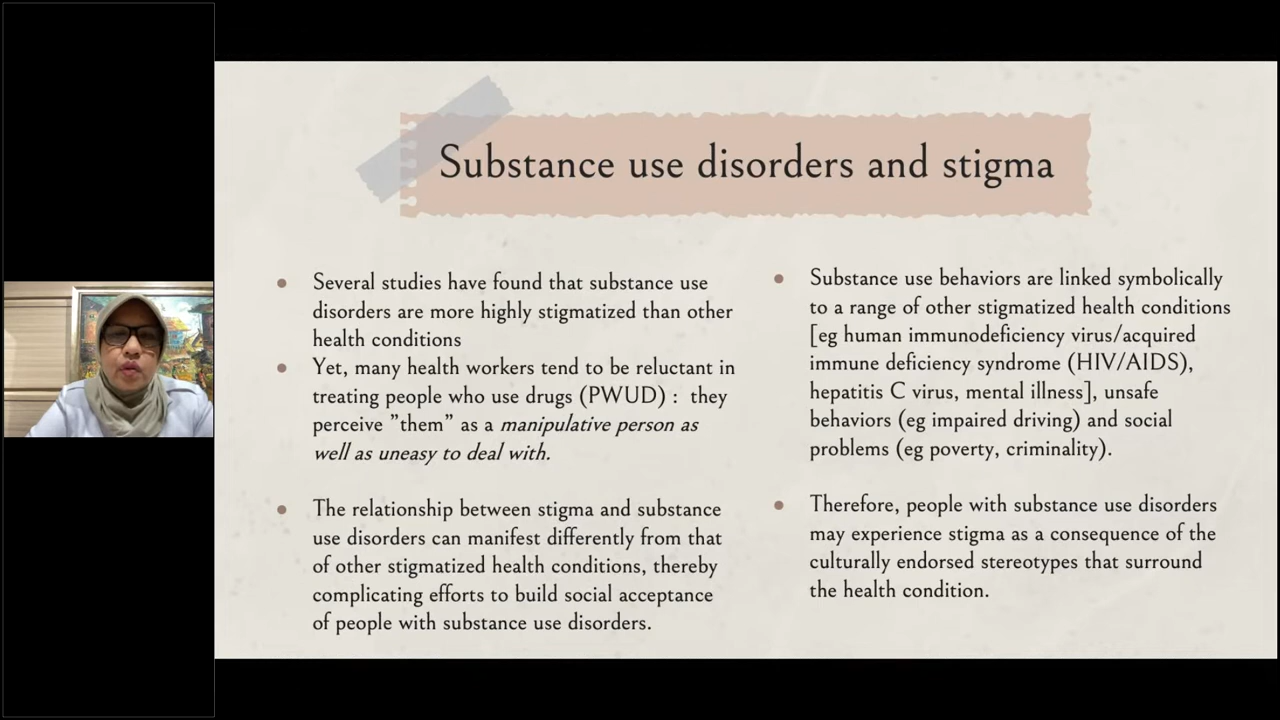 Substance use disorders and stigma
Several studies have found that substance use
disorders are more highly stigmatized than other
health conditions
Yet, many health workers tend to be reluctant in
treating people who use drugs (PWUD) : they
perceive ”them” as a manipulative person as
well as uneasy to deal with.
The relationship between stigma and substance
use disorders can manifest differently from that
of other stigmatized health conditions, thereby
complicating efforts to build social acceptance
of people with substance use disorders.
Substance use behaviors are linked symbolically
to a range of other stigmatized health conditions
[eg human immunodeficiency virus/acquired
immune deficiency syndrome (HIV/AIDS),
hepatitis C virus, mental illness], unsafe
behaviors (eg impaired driving) and social
problems (eg poverty, criminality).
Therefore, people with substance use disorders
may experience stigma as a consequence of the
culturally endorsed stereotypes that surround
the health condition.